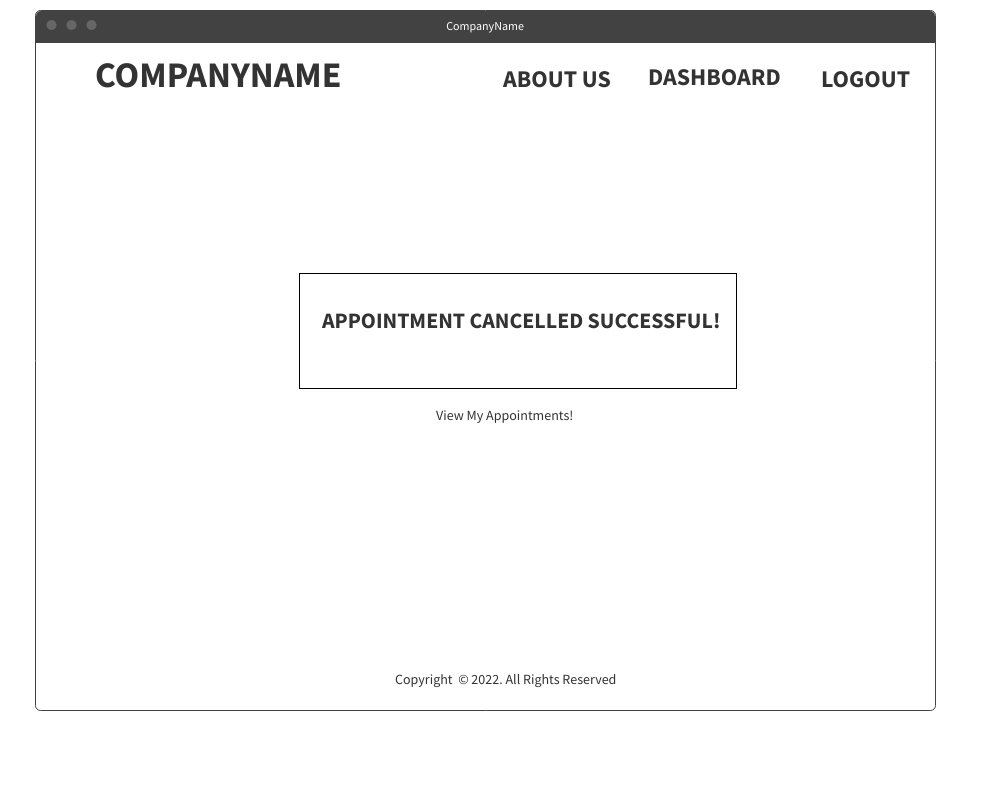 CompanyName
COMPANYNAME
ABOUT US
DASHBOARD
LOGOUT
APPOINTMENT CANCELLED SUCCESSFUL!
View My Appointments!
Copyright © 2022. All Rights Reserved